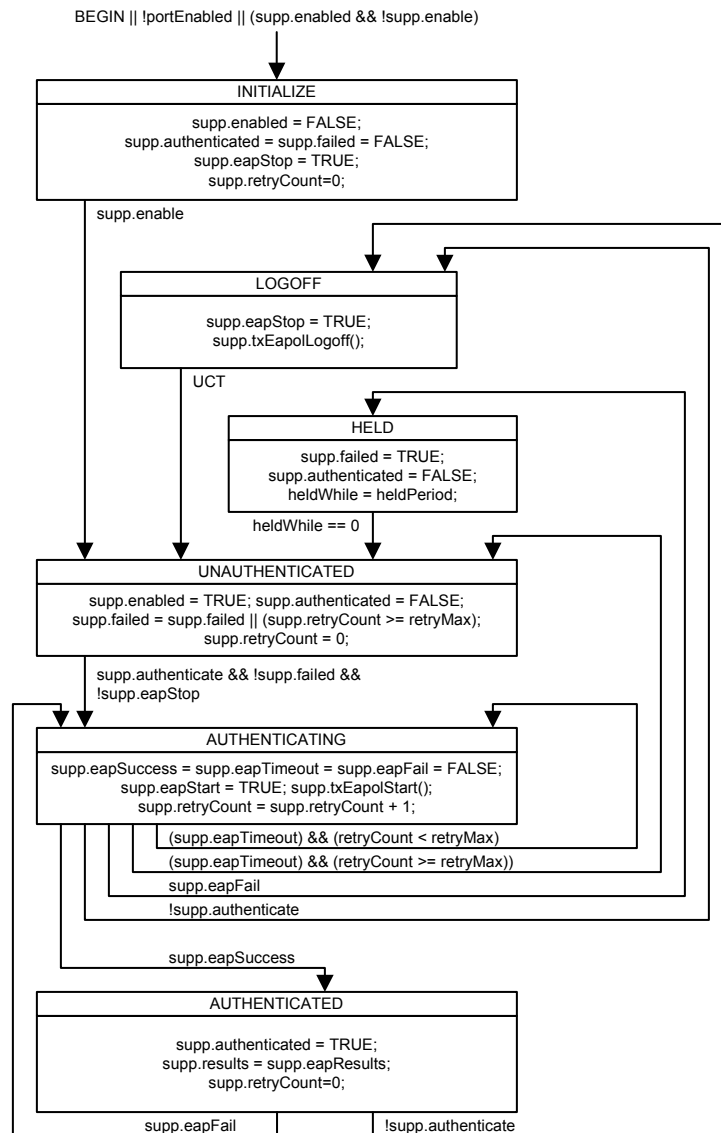 BEGIN || !portEnabled || (supp.enabled && !supp.enable)
INITIALIZE
supp.enabled = FALSE;
supp.authenticated = supp.failed = FALSE;
supp.eapStop = TRUE;
supp.retryCount=0;
supp.enable
LOGOFF
supp.eapStop = TRUE;
supp.txEapolLogoff();
UCT
HELD
supp.failed = TRUE;
supp.authenticated = FALSE;
heldWhile = heldPeriod;
heldWhile == 0
UNAUTHENTICATED
supp.enabled = TRUE; supp.authenticated = FALSE;
supp.failed = supp.failed || (supp.retryCount >= retryMax);
supp.retryCount = 0;
supp.authenticate && !supp.failed &&
!supp.eapStop
AUTHENTICATING
supp.eapSuccess = supp.eapTimeout = supp.eapFail = FALSE;
supp.eapStart = TRUE; supp.txEapolStart();
supp.retryCount = supp.retryCount + 1;
(supp.eapTimeout) && (retryCount < retryMax)
(supp.eapTimeout) && (retryCount >= retryMax))
supp.eapFail
!supp.authenticate
supp.eapSuccess
AUTHENTICATED
supp.authenticated = TRUE;
supp.results = supp.eapResults;
supp.retryCount=0;
supp.eapFail
!supp.authenticate